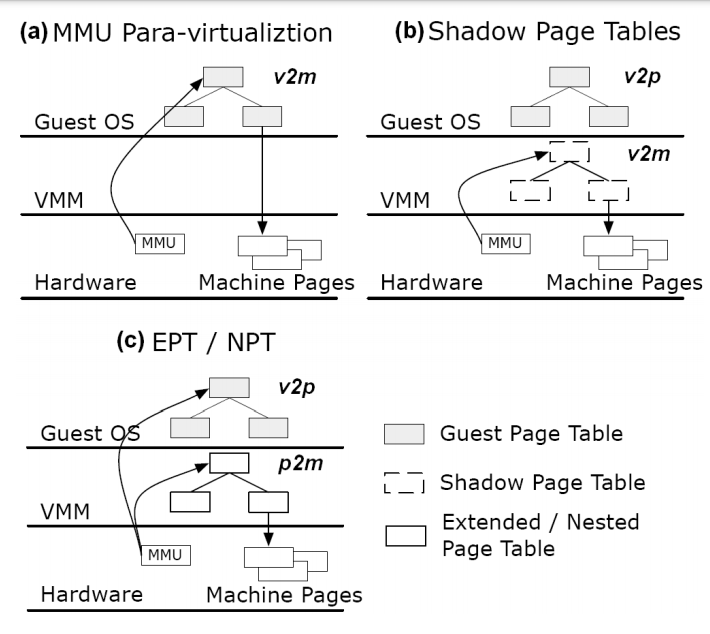 (a) MMU Para-virtualiztion
v2m
Guest OS
VMM
MMU
Hardware
Machine Pages
(b) Shadow Page Tables
v2p
Guest OS
v2m
VMM
MMU
Hardware
Machine Pages
(c) EPT / NPT
v2p
Guest OS
p2m
VMM
MMU
Hardware
Machine Pages
Guest Page Table
Shadow Page Table
Extended / Nested
Page Table